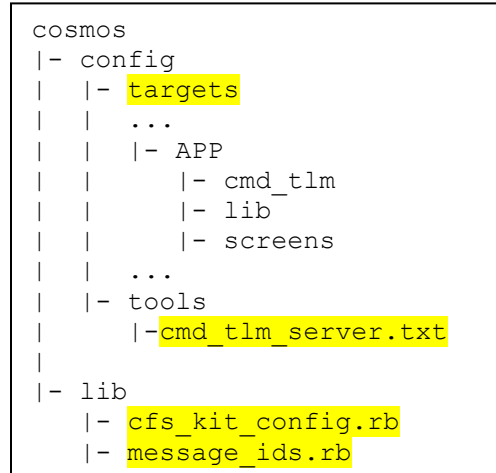 cosmos
|- config
|  |- targets
|  |  ...
|  |  |- APP
|  |     |- cmd_tlm
|  |     |- lib
|  |     |- screens
|  |  ...
|  |- tools
|     |-cmd_tlm_server.txt
|
|- lib
   |- cfs_kit_config.rb
   |- message_ids.rb